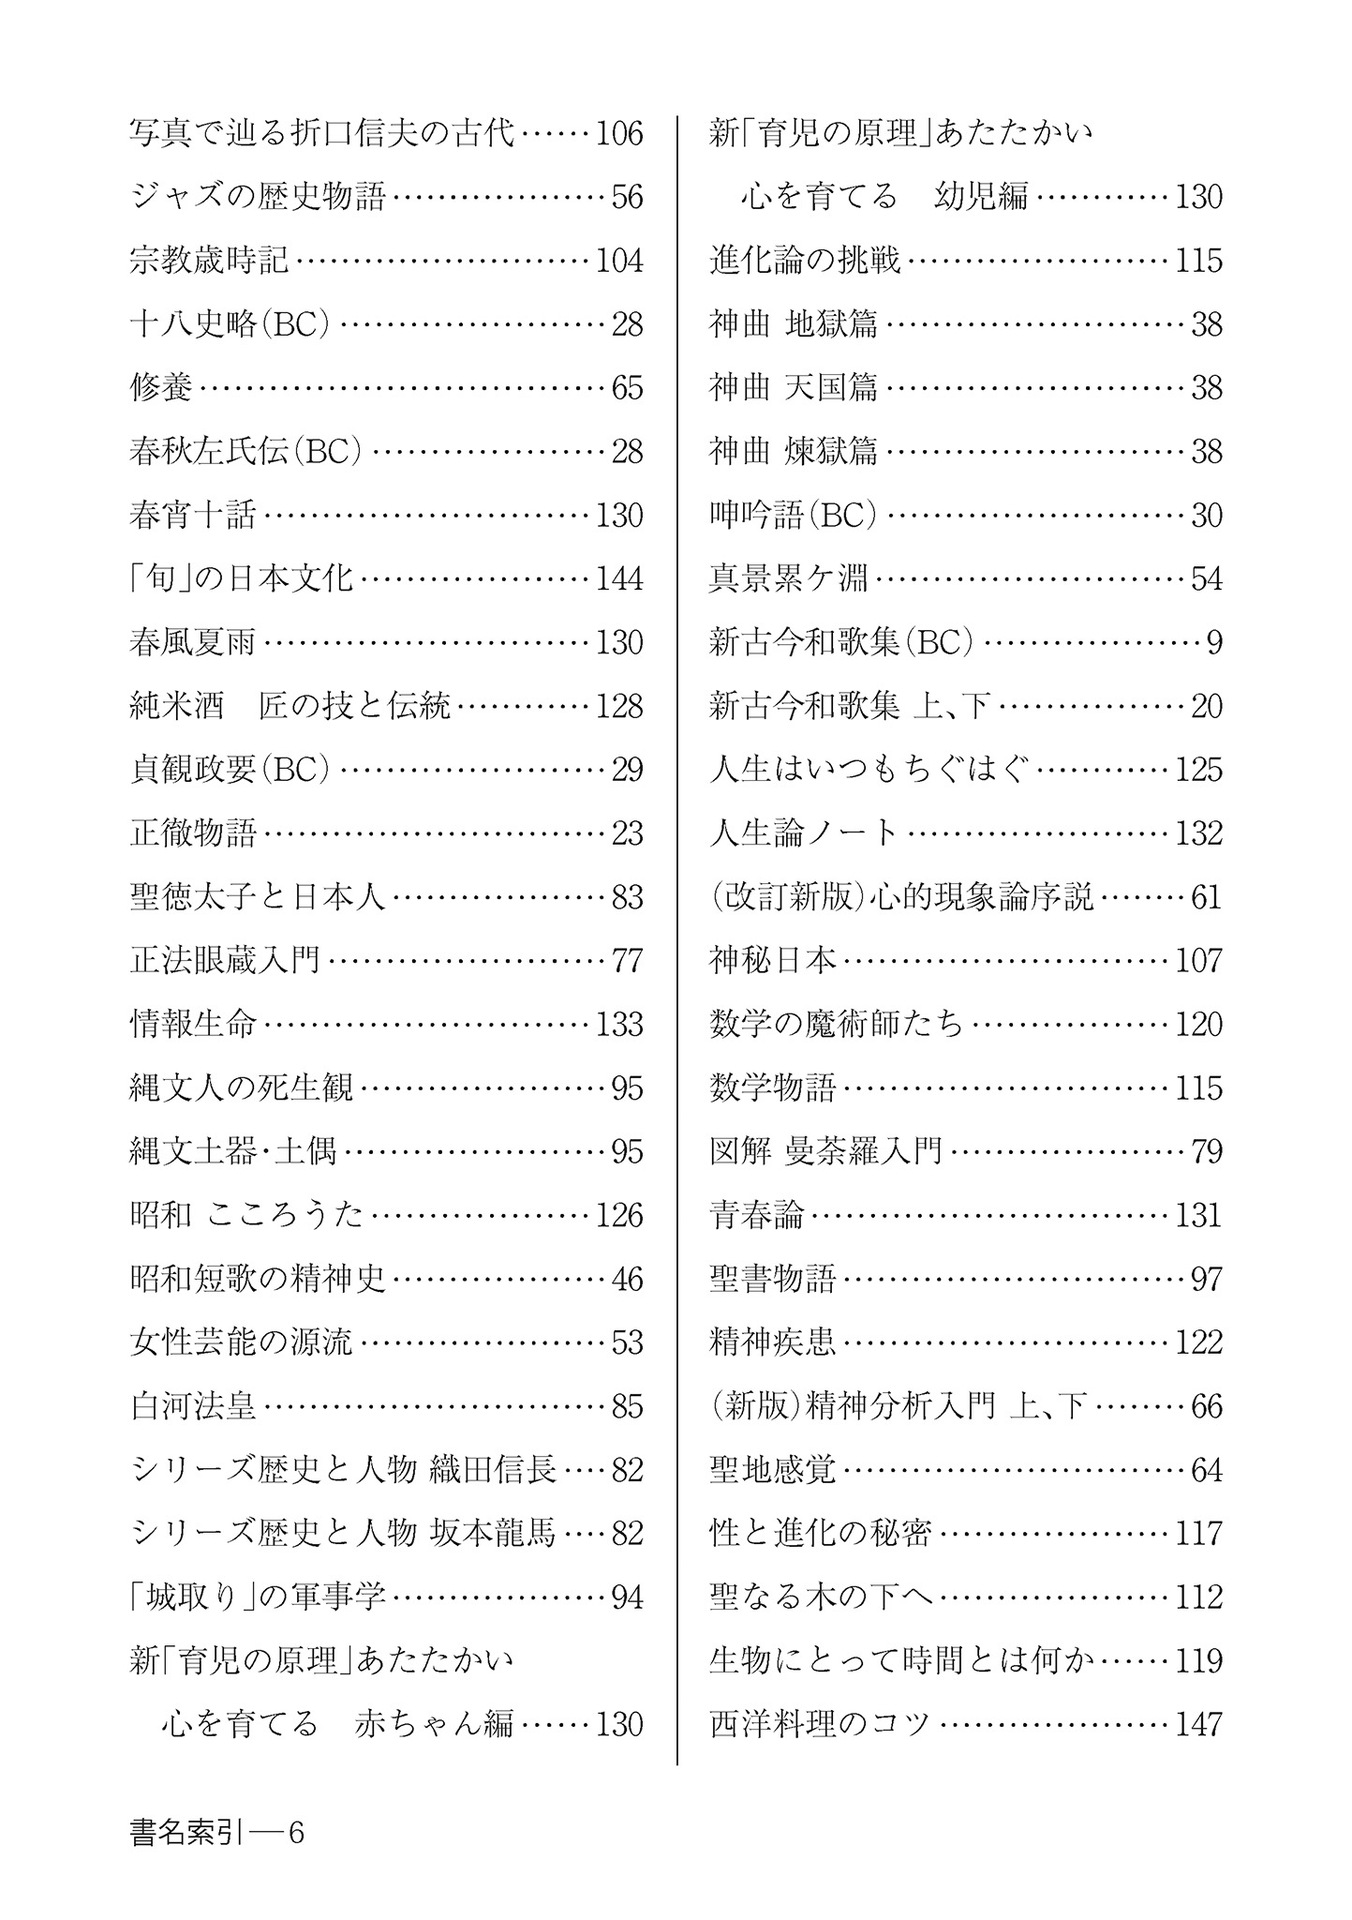 写真で辿る折口信夫の古代……106
ジャズの歴史物語…………………56
宗教歳時記…………………………104
十八史略(BC)………………………28
修養……………………………………65
春秋左氏伝(BC)……………………28
春宵十話……………………………130
「旬」の日本文化……………………144
春風夏雨……………………………130
純米酒　匠の技と伝統…………128
貞観政要(BC)………………………29
正徹物語………………………………23
聖徳太子と日本人…………………83
正法眼蔵入門………………………77
情報生命……………………………133
縄文人の死生観……………………95
縄文土器・土偶………………………95
昭和 こころうた…………………126
昭和短歌の精神史…………………46
女性芸能の源流……………………53
白河法皇………………………………85
シリーズ歴史と人物 織田信長…82
シリーズ歴史と人物 坂本龍馬…82
「城取り」の軍事学…………………94
新「育児の原理」あたたかい
心を育てる　赤ちゃん編……130
新「育児の原理」あたたかい
心を育てる　幼児編…………130
進化論の挑戦………………………115
神曲 地獄篇…………………………38
神曲 天国篇…………………………38
神曲 煉獄篇…………………………38
呻吟語(BC)…………………………30
真景累ケ淵……………………………54
新古今和歌集(BC)…………………9
新古今和歌集 上、下………………20
人生はいつもちぐはぐ…………125
人生論ノート………………………132
(改訂新版)心的現象論序説………61
神秘日本……………………………107
数学の魔術師たち………………120
数学物語……………………………115
図解 曼荼羅入門……………………79
青春論………………………………131
聖書物語………………………………97
精神疾患……………………………122
(新版)精神分析入門 上、下………66
聖地感覚………………………………64
性と進化の秘密……………………117
聖なる木の下へ……………………112
生物にとって時間とは何か……119
西洋料理のコツ……………………147
書名索引—6